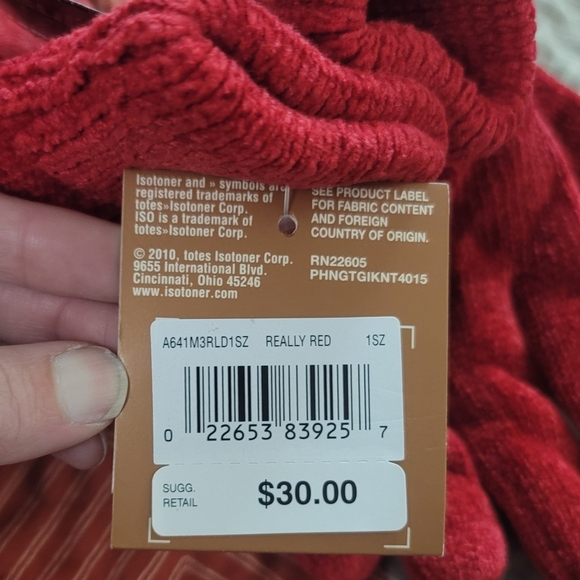 Isotoner and » symbols are
registered trademarks of
totes»Isotoner Corp.
ISO is a trademark of
totes»Isotoner Corp.
© 2010, totes Isotoner Corp.
9655 International Blvd.
Cincinnati, Ohio 45246
www.isotoner.com
SEE PRODUCT LABEL
FOR FABRIC CONTENT
AND FOREIGN
COUNTRY OF ORIGIN.
RN22605
PHNGTGIKNT4015
A641M3RLD1SZ REALLY RED 1SZ
0 22653 83925 7
SUGG.
RETAIL
$30.00